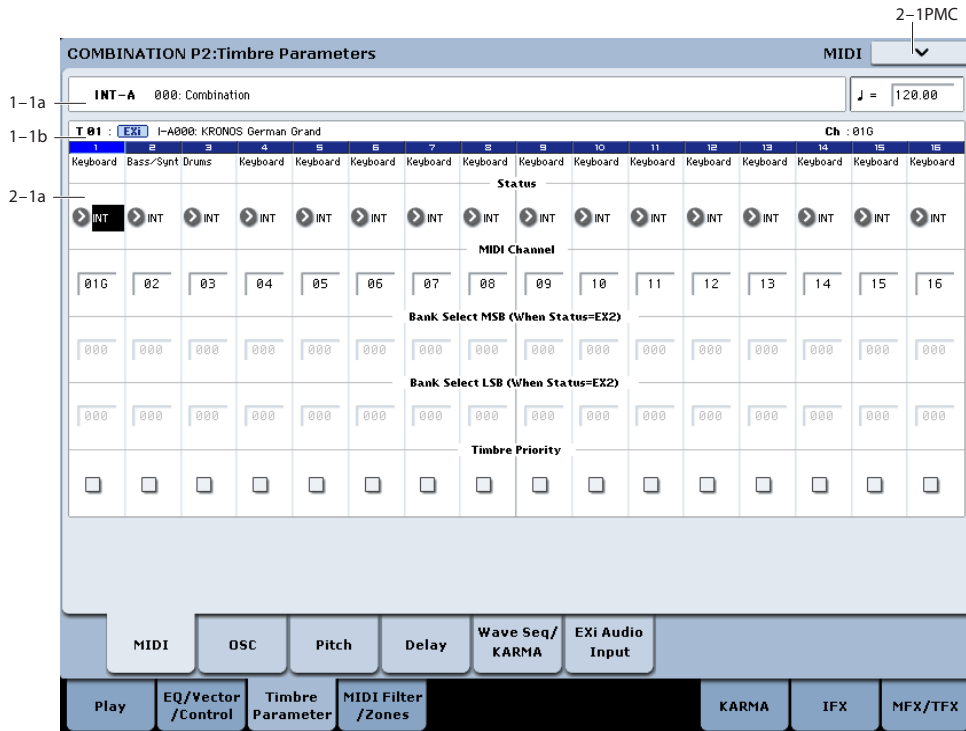 2–1PMC
COMBINATION P2:Timbre Parameters MIDI
1–1a
INT-A 000: Combination ♩ = 120.00
1–1b
T 01 : EXi I-A000: KRONOS German Grand Ch : 01G
1 2 3 4 5 6 7 8 9 10 11 12 13 14 15 16
Keyboard Bass/Synt Drums Keyboard Keyboard Keyboard Keyboard Keyboard Keyboard Keyboard Keyboard Keyboard Keyboard Keyboard Keyboard Keyboard
2–1a
Status
INT INT INT INT INT INT INT INT INT INT INT INT INT INT INT INT
MIDI Channel
01G 02 03 04 05 06 07 08 09 10 11 12 13 14 15 16
Bank Select MSB (When Status=EX2)
000 000 000 000 000 000 000 000 000 000 000 000 000 000 000 000
Bank Select LSB (When Status=EX2)
000 000 000 000 000 000 000 000 000 000 000 000 000 000 000 000
Timbre Priority
MIDI OSC Pitch Delay Wave Seq/ KARMA EXi Audio Input
Play EQ/Vector /Control Timbre Parameter MIDI Filter /Zones KARMA IFX MFX/TFX